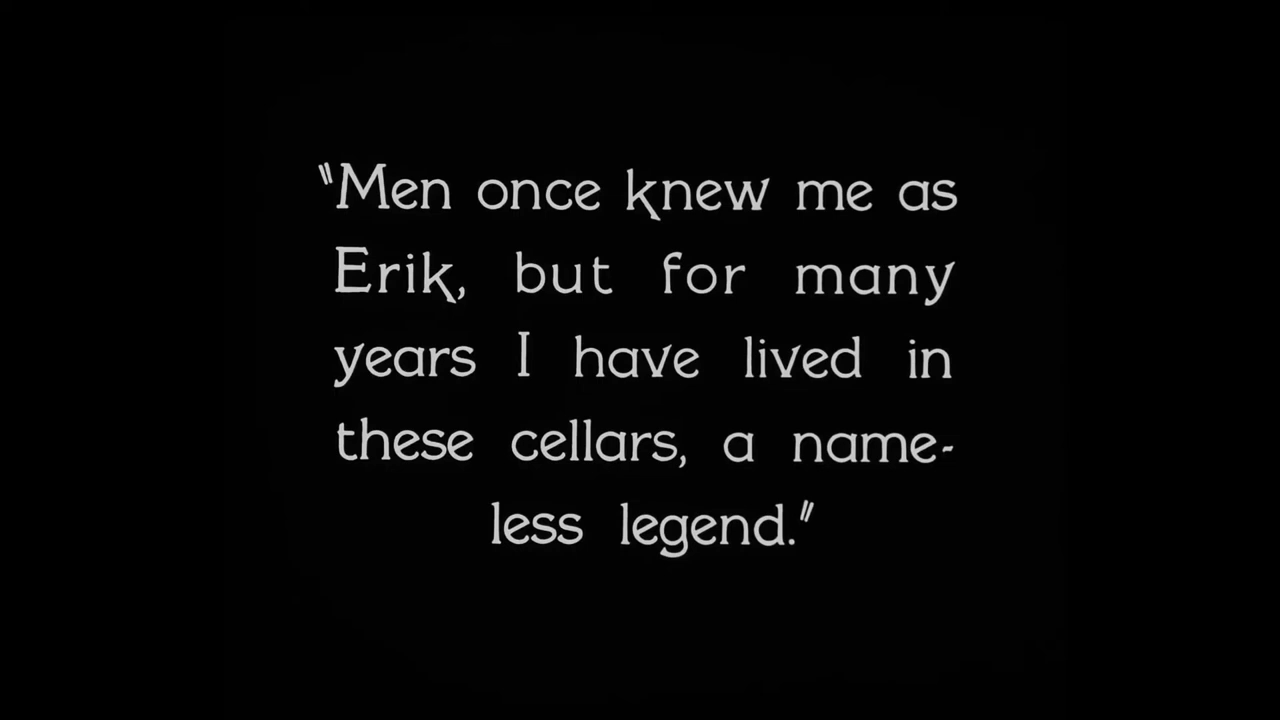 "Men once knew me as
Erik, but for many
years I have lived in
these cellars, a name-
less legend."